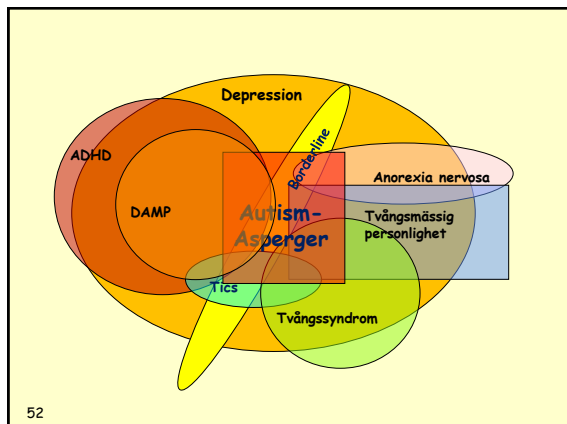 Depression
ADHD
Borderline
Anorexia nervosa
DAMP
Autism-
Asperger
Tvångsmässig
personlighet
Tics
Tvångssyndrom
52